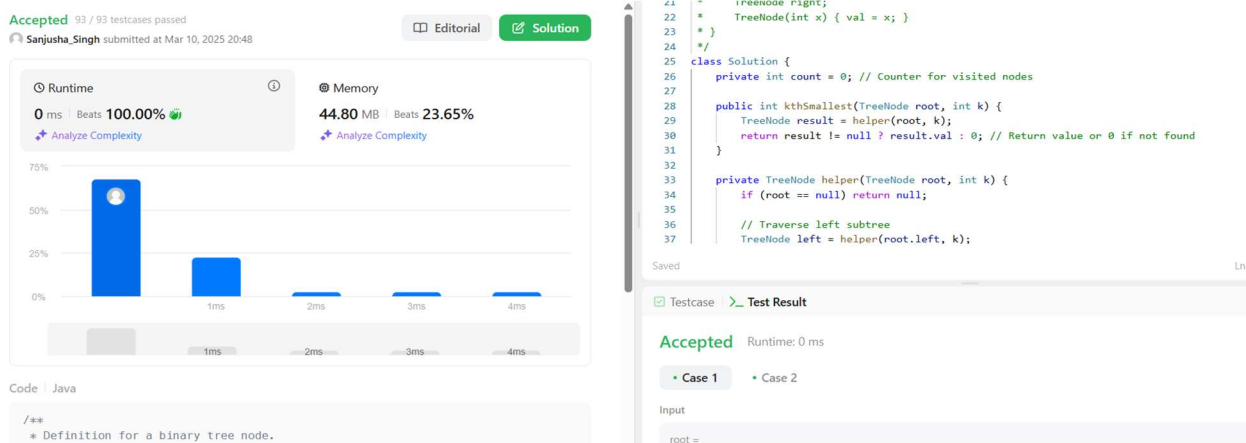 Accepted 93 / 93 testcases passed
Sanjusha_Singh submitted at Mar 10, 2025 20:48
Editorial
Solution
Runtime
0 ms | Beats 100.00%
Analyze Complexity
Memory
44.80 MB | Beats 23.65%
Analyze Complexity
75%
50%
25%
0%
1ms 2ms 3ms 4ms
1ms 2ms 3ms 4ms
Code | Java
/**
* Definition for a binary tree node.
21 * TreeNode right;
22 * TreeNode(int x) { val = x; }
23 * }
24 */
25 class Solution {
26 private int count = 0; // Counter for visited nodes
27
28 public int kthSmallest(TreeNode root, int k) {
29 TreeNode result = helper(root, k);
30 return result != null ? result.val : 0; // Return value or 0 if not found
31 }
32
33 private TreeNode helper(TreeNode root, int k) {
34 if (root == null) return null;
35
36 // Traverse left subtree
37 TreeNode left = helper(root.left, k);
Saved
Ln
Testcase | Test Result
Accepted Runtime: 0 ms
• Case 1 • Case 2
Input
root =